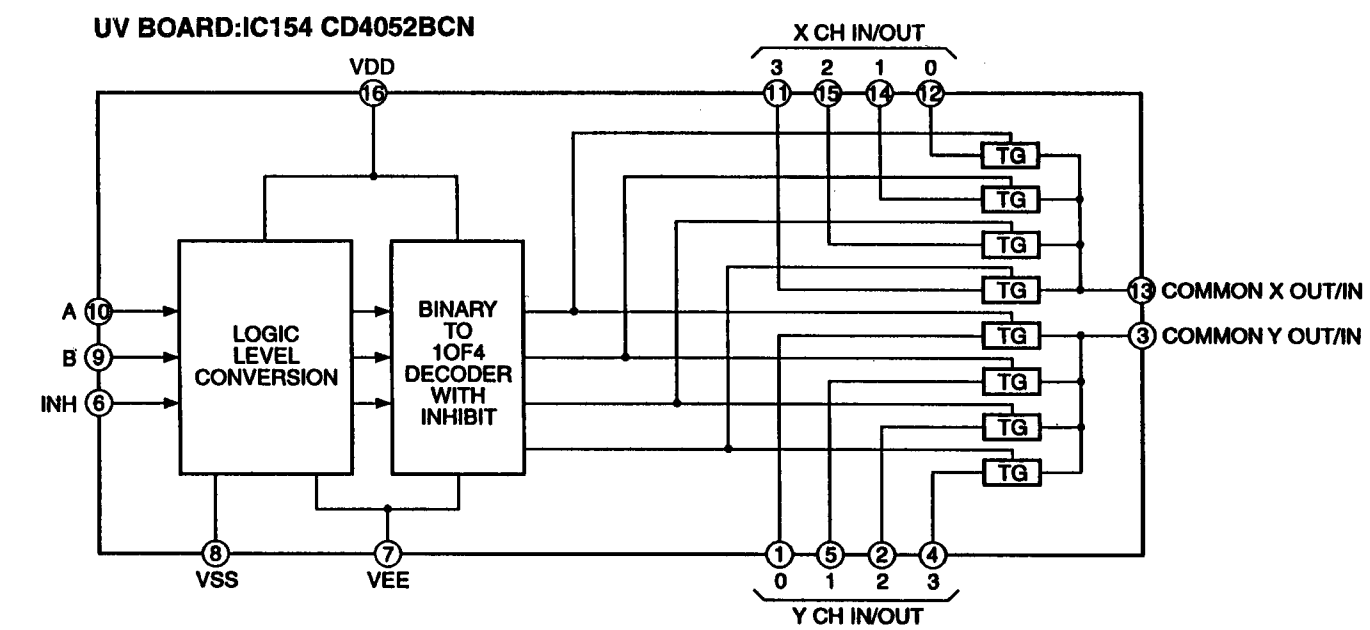 UV BOARD:IC154 CD4052BCN
X CH IN/OUT
VDD
3 2 1 0
16
11 15 14 12
TG
TG
TG
TG
TG
TG
TG
TG
A 10
B 9
INH 6
LOGIC
LEVEL
CONVERSION
BINARY
TO
1OF4
DECODER
WITH
INHIBIT
13 COMMON X OUT/IN
3 COMMON Y OUT/IN
8
7
1 5 2 4
VSS
VEE
0 1 2 3
Y CH IN/OUT